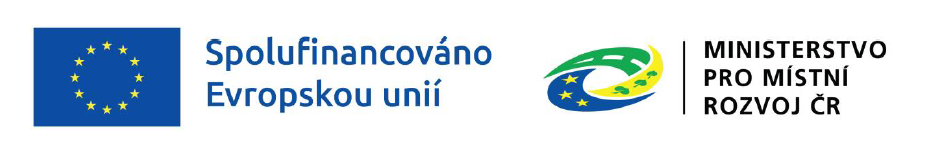 Spolufinancováno
Evropskou unií
MINISTERSTVO
PRO MÍSTNÍ
ROZVOJ ČR